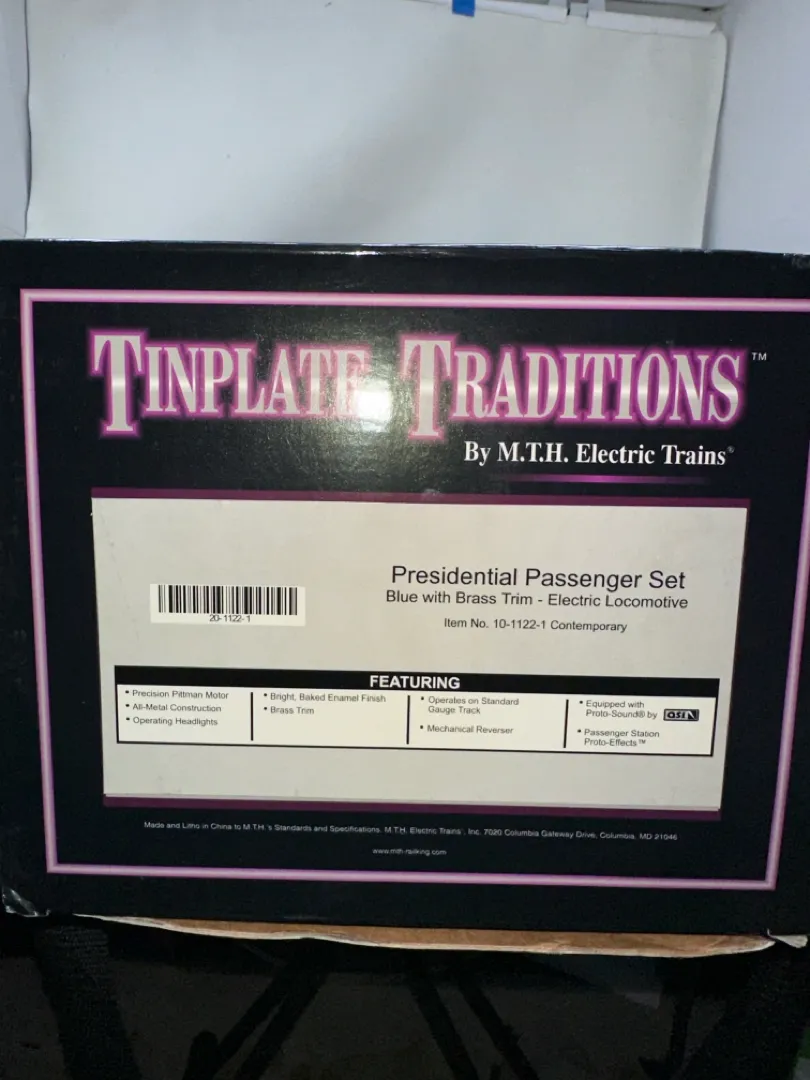 TINPLATE TRADITIONS™
By M.T.H. Electric Trains®
20-1122-1
Presidential Passenger Set
Blue with Brass Trim - Electric Locomotive
Item No. 10-1122-1 Contemporary
FEATURING
• Precision Pittman Motor
• All-Metal Construction
• Operating Headlights
• Bright, Baked Enamel Finish
• Brass Trim
• Operates on Standard
Gauge Track
• Mechanical Reverser
• Equipped with
Proto-Sound® by QSI
• Passenger Station
Proto-Effects™
Made and Litho in China to M.T.H.'s Standards and Specifications. M.T.H. Electric Trains®, Inc. 7020 Columbia Gateway Drive, Columbia, MD 21046
www.mth-railking.com